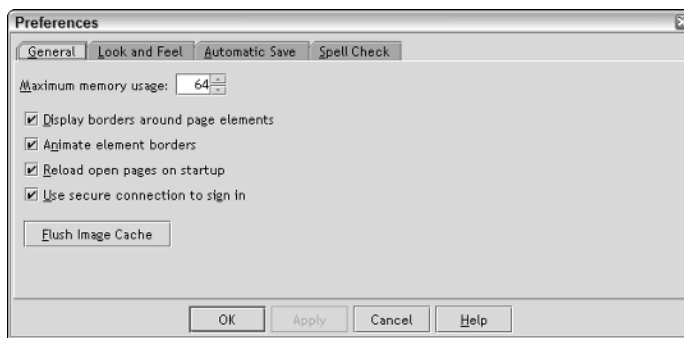 Preferences
General Look and Feel Automatic Save Spell Check
Maximum memory usage: 64
Display borders around page elements
Animate element borders
Reload open pages on startup
Use secure connection to sign in
Flush Image Cache
OK Apply Cancel Help